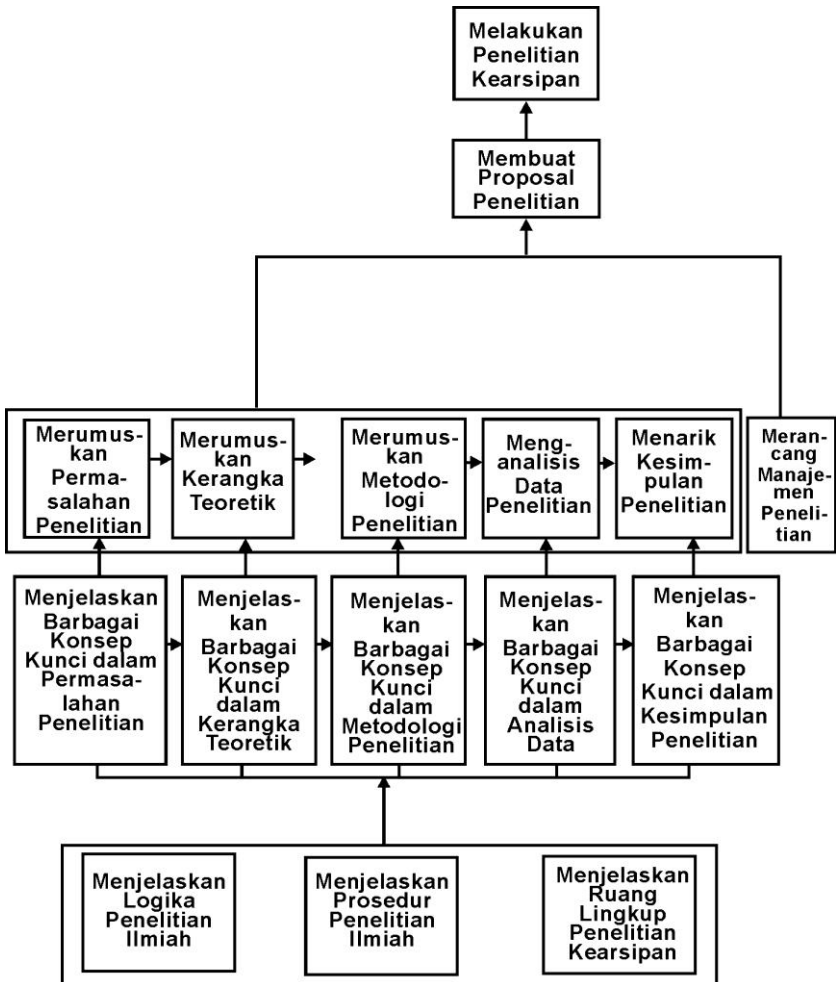 Melakukan
Penelitian
Kearsipan
Membuat
Proposal
Penelitian
Merumus-
kan
Perma-
salahan
Penelitian
Merumus-
kan
Kerangka
Teoretik
Merumus-
kan
Metodo-
logi
Penelitian
Meng-
analisis
Data
Penelitian
Menarik
Kesim-
pulan
Penelitian
Meran-
cang
Manaje-
men
Peneli-
tian
Menjelaskan
Barbagai
Konsep
Kunci dalam
Permasa-
lahan
Penelitian
Menjelas-
kan
Barbagai
Konsep
Kunci
dalam
Kerangka
Teoretik
Menjelas-
kan
Barbagai
Konsep
Kunci
dalam
Metodologi
Penelitian
Menjelas-
kan
Barbagai
Konsep
Kunci
dalam
Analisis
Data
Menjelas-
kan
Barbagai
Konsep
Kunci dalam
Kesimpulan
Penelitian
Menjelaskan
Logika
Penelitian
Ilmiah
Menjelaskan
Prosedur
Penelitian
Ilmiah
Menjelaskan
Ruang
Lingkup
Penelitian
Kearsipan